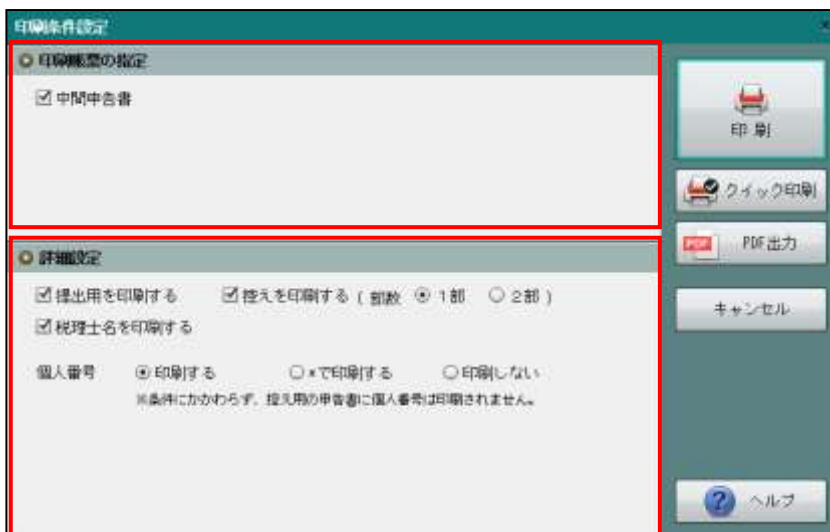 印刷条件設定
印刷帳票の指定
中間申告書
詳細設定
提出用を印刷する 控えを印刷する ( 部数 1部 2部 )
税理士名を印刷する
個人番号 印刷する *で印刷する 印刷しない
※条件にかかわらず、控え用の申告書に個人番号は印刷されません。
印 刷
クイック印刷
PDF PDF出力
キャンセル
? ヘルプ